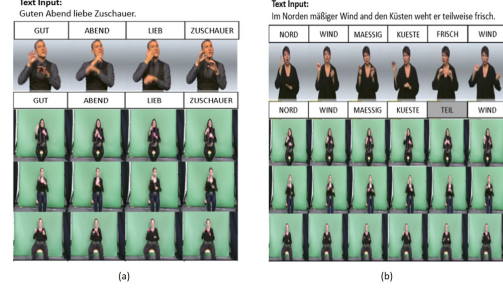 Text Input:
Guten Abend liebe Zuschauer.
GUT ABEND LIEB ZUSCHAUER
GUT ABEND LIEB ZUSCHAUER
(a)
Text Input:
Im Norden mäßiger Wind and den Küsten weht er teilweise frisch.
NORD WIND MAESSIG KUESTE FRISCH WIND
NORD WIND MAESSIG KUESTE TEIL WIND
(b)